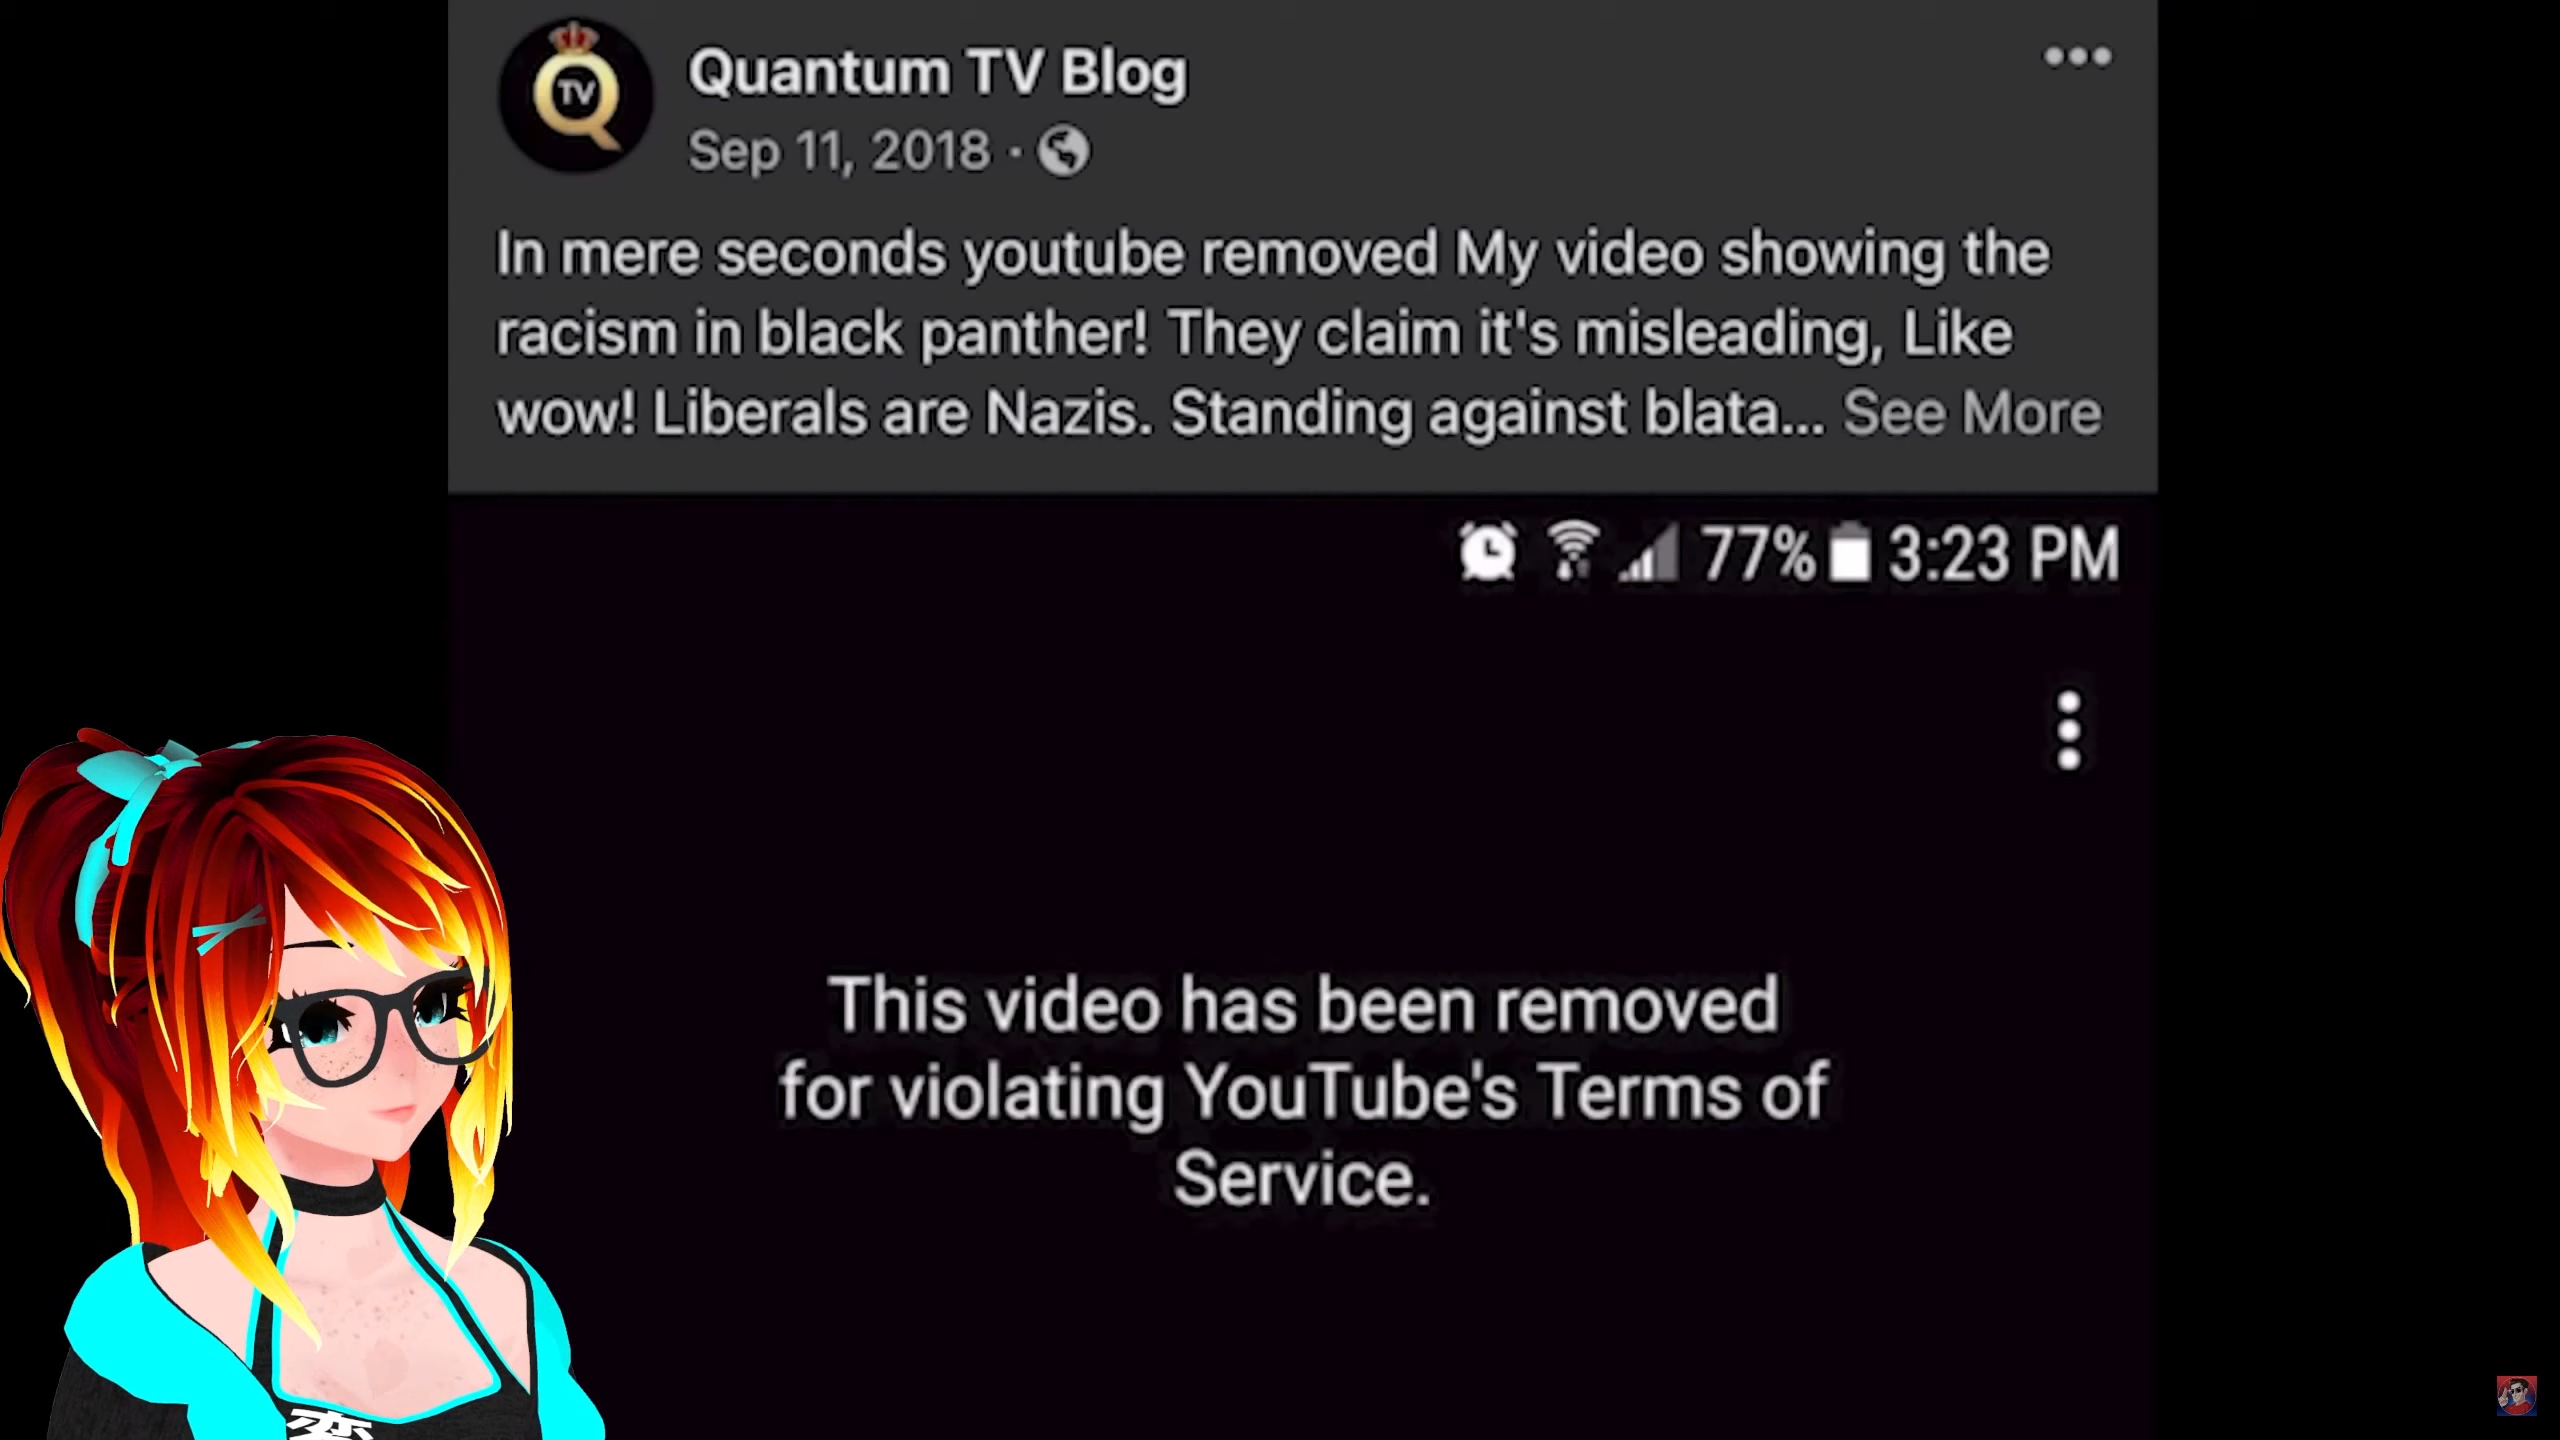 TV
Quantum TV Blog
Sep 11, 2018 ·
In mere seconds youtube removed My video showing the
racism in black panther! They claim it's misleading, Like
wow! Liberals are Nazis. Standing against blata... See More
77% 3:23 PM
This video has been removed
for violating YouTube's Terms of
Service.
変